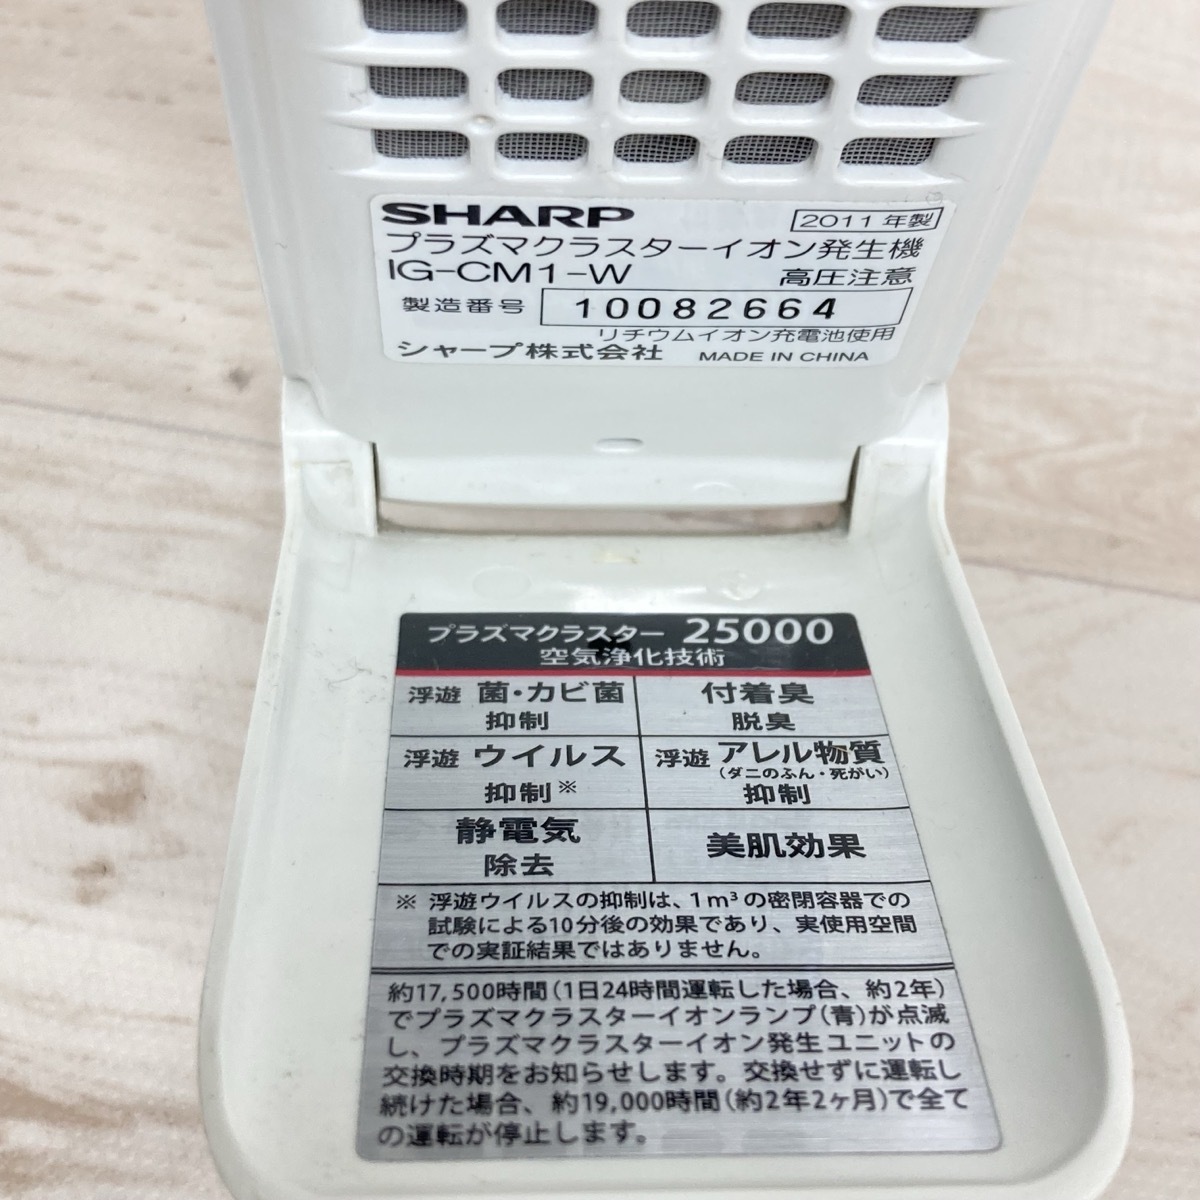 SHARP 2011年製
プラズマクラスターイオン発生機
IG-CM1-W 高圧注意
製造番号 10082664
リチウムイオン充電池使用
シャープ株式会社 MADE IN CHINA
プラズマクラスター 25000
空気浄化技術
浮遊 菌・カビ菌
抑制
付着臭
脱臭
浮遊 ウイルス
抑制※
浮遊 アレル物質
(ダニのふん・死がい)
抑制
静電気
除去
美肌効果
※ 浮遊ウイルスの抑制は、1m³の密閉容器での
試験による10分後の効果であり、実使用空間
での実証結果ではありません。
約17,500時間(1日24時間運転した場合、約2年)
でプラズマクラスターイオンランプ(青)が点滅
し、プラズマクラスターイオン発生ユニットの
交換時期をお知らせします。交換せずに運転し
続けた場合、約19,000時間(約2年2ヶ月)で全て
の運転が停止します。